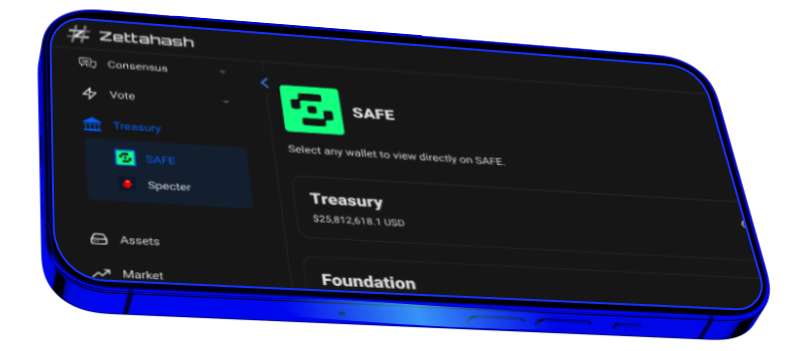 Zettahash
Consensus
Vote
Treasury
SAFE
Specter
Assets
Market
SAFE
Select any wallet to view directly on SAFE.
Treasury
$25,812,618.1 USD
Foundation